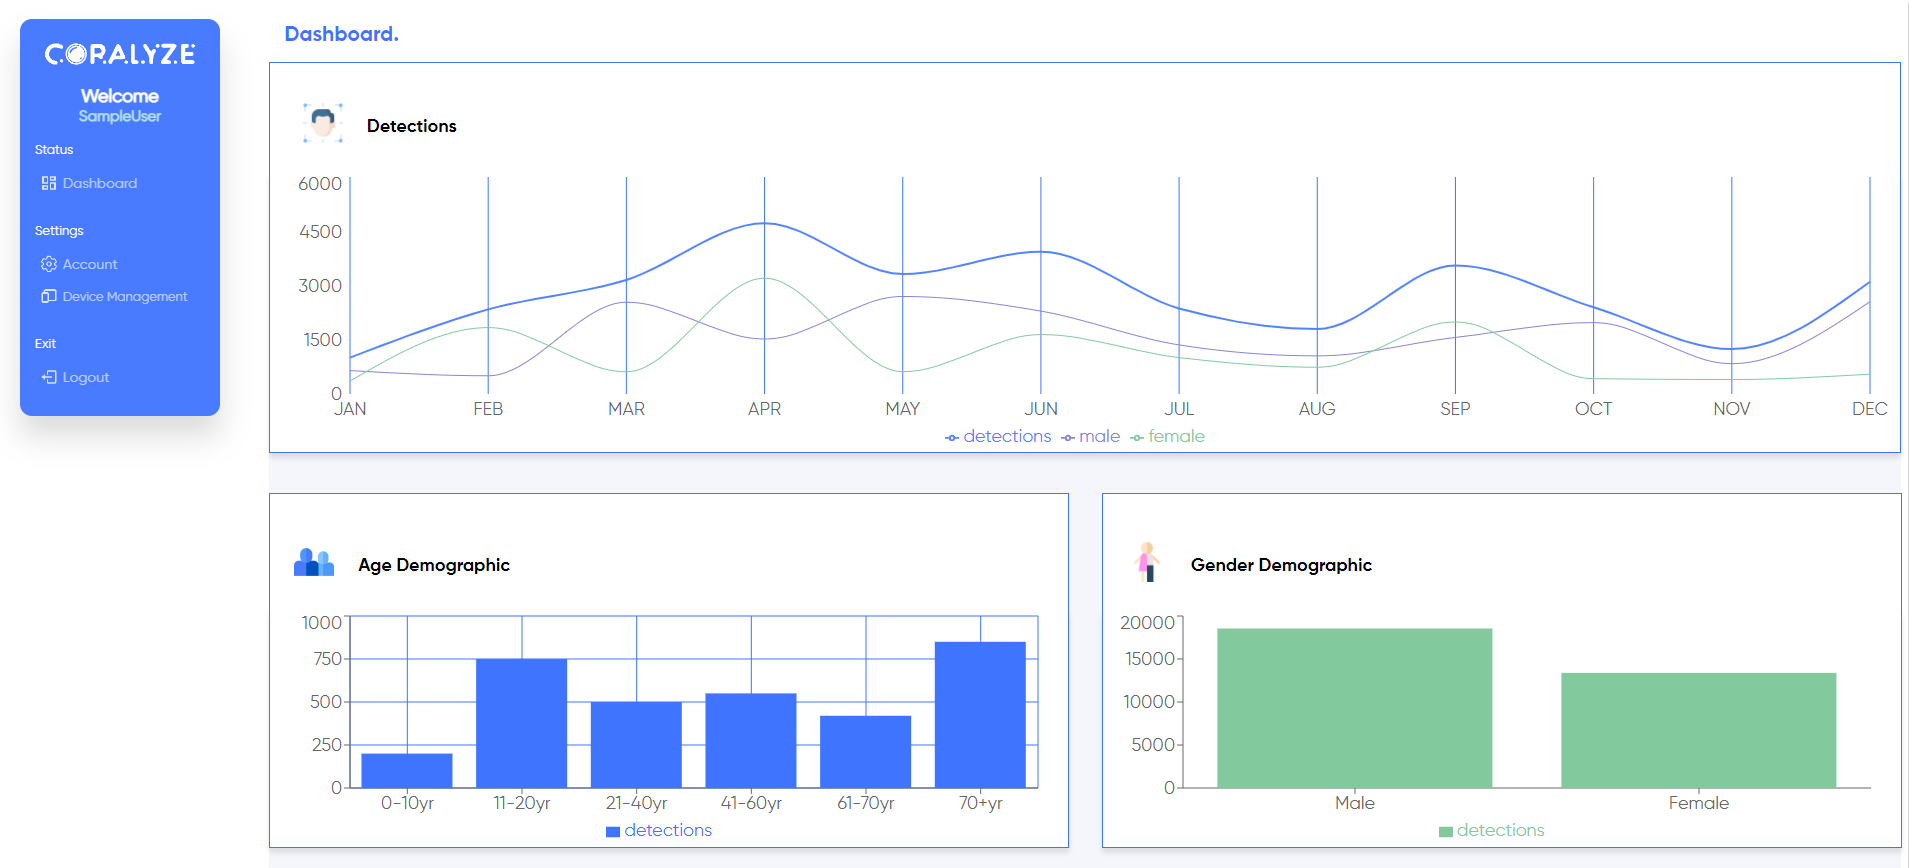 CORALYZE
Welcome
SampleUser
Status
Dashboard
Settings
Account
Device Management
Exit
Logout
Dashboard.
Detections
6000
4500
3000
1500
0
JAN FEB MAR APR MAY JUN JUL AUG SEP OCT NOV DEC
detections male female
Age Demographic
1000
750
500
250
0
0-10yr 11-20yr 21-40yr 41-60yr 61-70yr 70+yr
detections
Gender Demographic
20000
15000
10000
5000
0
Male Female
detections